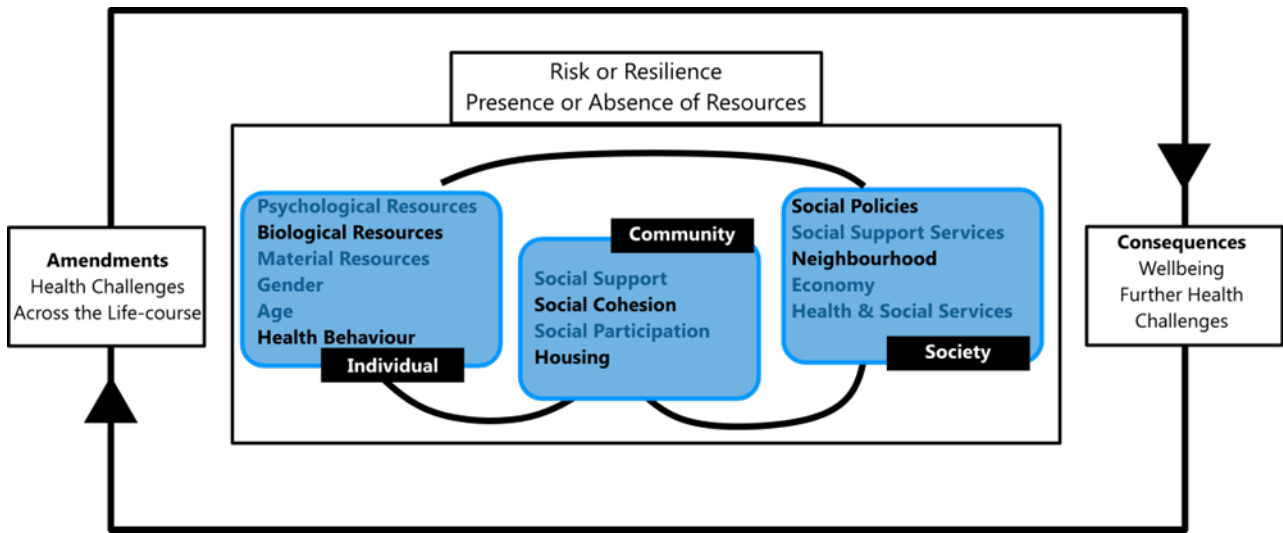 Risk or Resilience
Presence or Absence of Resources
Amendments
Health Challenges
Across the Life-course
Psychological Resources
Biological Resources
Material Resources
Gender
Age
Health Behaviour
Individual
Community
Social Support
Social Cohesion
Social Participation
Housing
Social Policies
Social Support Services
Neighbourhood
Economy
Health & Social Services
Society
Consequences
Wellbeing
Further Health
Challenges